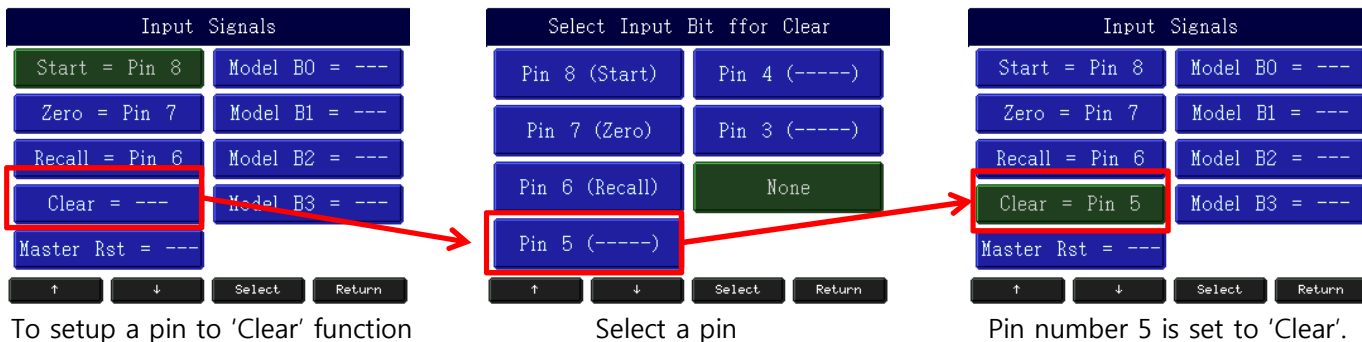 Input Signals
Start = Pin 8
Model B0 = ---
Zero = Pin 7
Model B1 = ---
Recall = Pin 6
Model B2 = ---
Clear = ---
Model B3 = ---
Master Rst = ---
↑
↓
Select
Return
To setup a pin to 'Clear' function
Select Input Bit ffor Clear
Pin 8 (Start)
Pin 4 (-----)
Pin 7 (Zero)
Pin 3 (-----)
Pin 6 (Recall)
None
Pin 5 (-----)
↑
↓
Select
Return
Select a pin
Input Signals
Start = Pin 8
Model B0 = ---
Zero = Pin 7
Model B1 = ---
Recall = Pin 6
Model B2 = ---
Clear = Pin 5
Model B3 = ---
Master Rst = ---
↑
↓
Select
Return
Pin number 5 is set to 'Clear'.